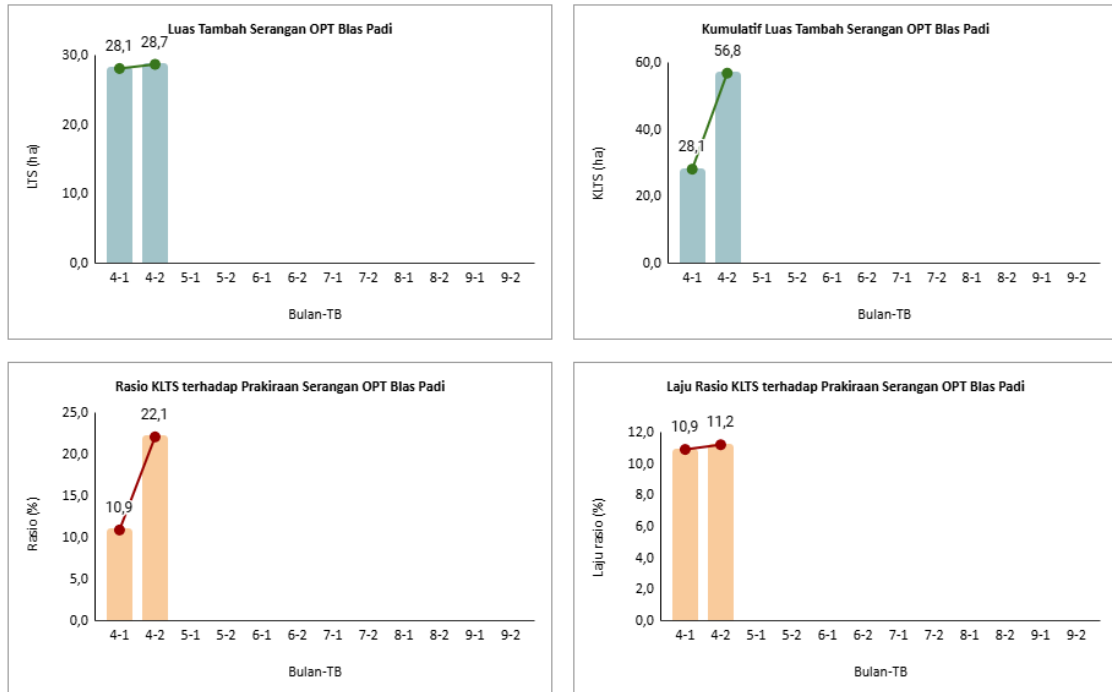 Luas Tambah Serangan OPT Blas Padi
28,1 28,7
30,0
20,0
10,0
0,0
LTS (ha)
4-1 4-2 5-1 5-2 6-1 6-2 7-1 7-2 8-1 8-2 9-1 9-2
Bulan-TB
Kumulatif Luas Tambah Serangan OPT Blas Padi
56,8
60,0
40,0
28,1
20,0
0,0
KLTS (ha)
4-1 4-2 5-1 5-2 6-1 6-2 7-1 7-2 8-1 8-2 9-1 9-2
Bulan-TB
Rasio KLTS terhadap Prakiraan Serangan OPT Blas Padi
25,0
22,1
20,0
15,0
10,9
10,0
5,0
0,0
Rasio (%)
4-1 4-2 5-1 5-2 6-1 6-2 7-1 7-2 8-1 8-2 9-1 9-2
Bulan-TB
Laju Rasio KLTS terhadap Prakiraan Serangan OPT Blas Padi
10,9 11,2
12,0
10,0
8,0
6,0
4,0
2,0
0,0
Laju rasio (%)
4-1 4-2 5-1 5-2 6-1 6-2 7-1 7-2 8-1 8-2 9-1 9-2
Bulan-TB